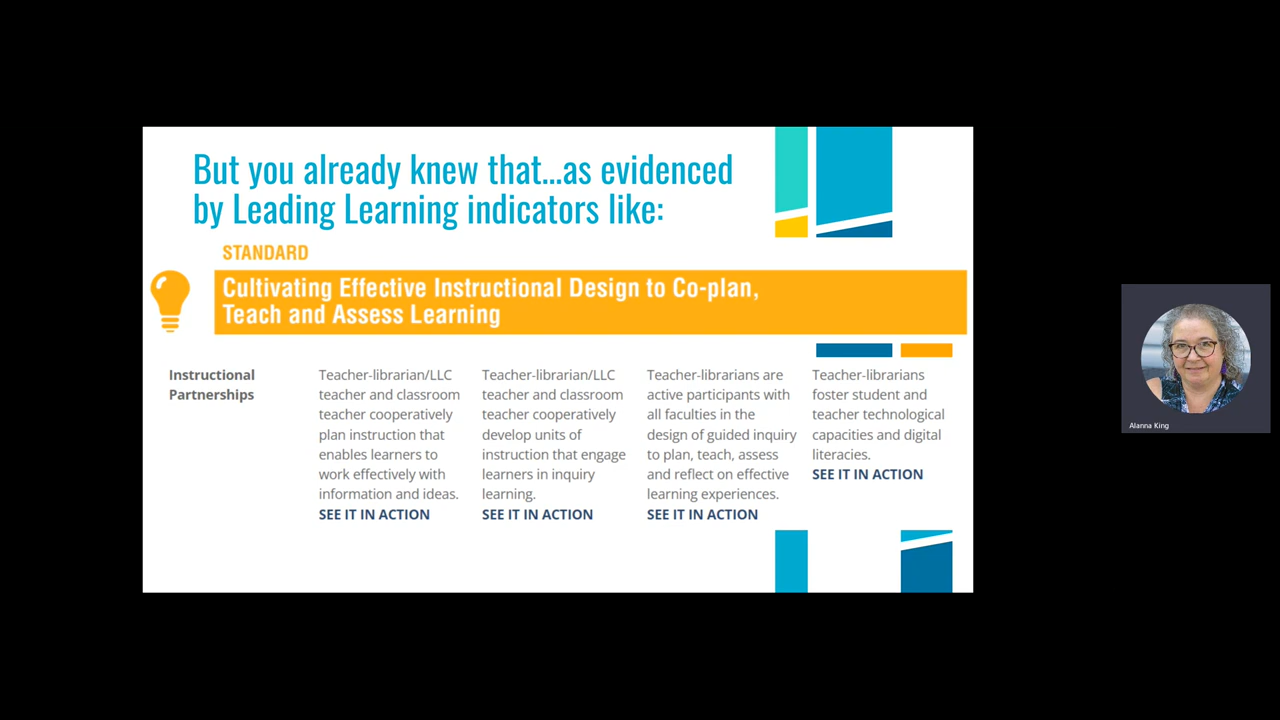 But you already knew that...as evidenced
by Leading Learning indicators like:
STANDARD
Cultivating Effective Instructional Design to Co-plan,
Teach and Assess Learning
Instructional
Partnerships
Teacher-librarian/LLC
teacher and classroom
teacher cooperatively
plan instruction that
enables learners to
work effectively with
information and ideas.
SEE IT IN ACTION
Teacher-librarian/LLC
teacher and classroom
teacher cooperatively
develop units of
instruction that engage
learners in inquiry
learning.
SEE IT IN ACTION
Teacher-librarians are
active participants with
all faculties in the
design of guided inquiry
to plan, teach, assess
and reflect on effective
learning experiences.
SEE IT IN ACTION
Teacher-librarians
foster student and
teacher technological
capacities and digital
literacies.
SEE IT IN ACTION
Alanna King